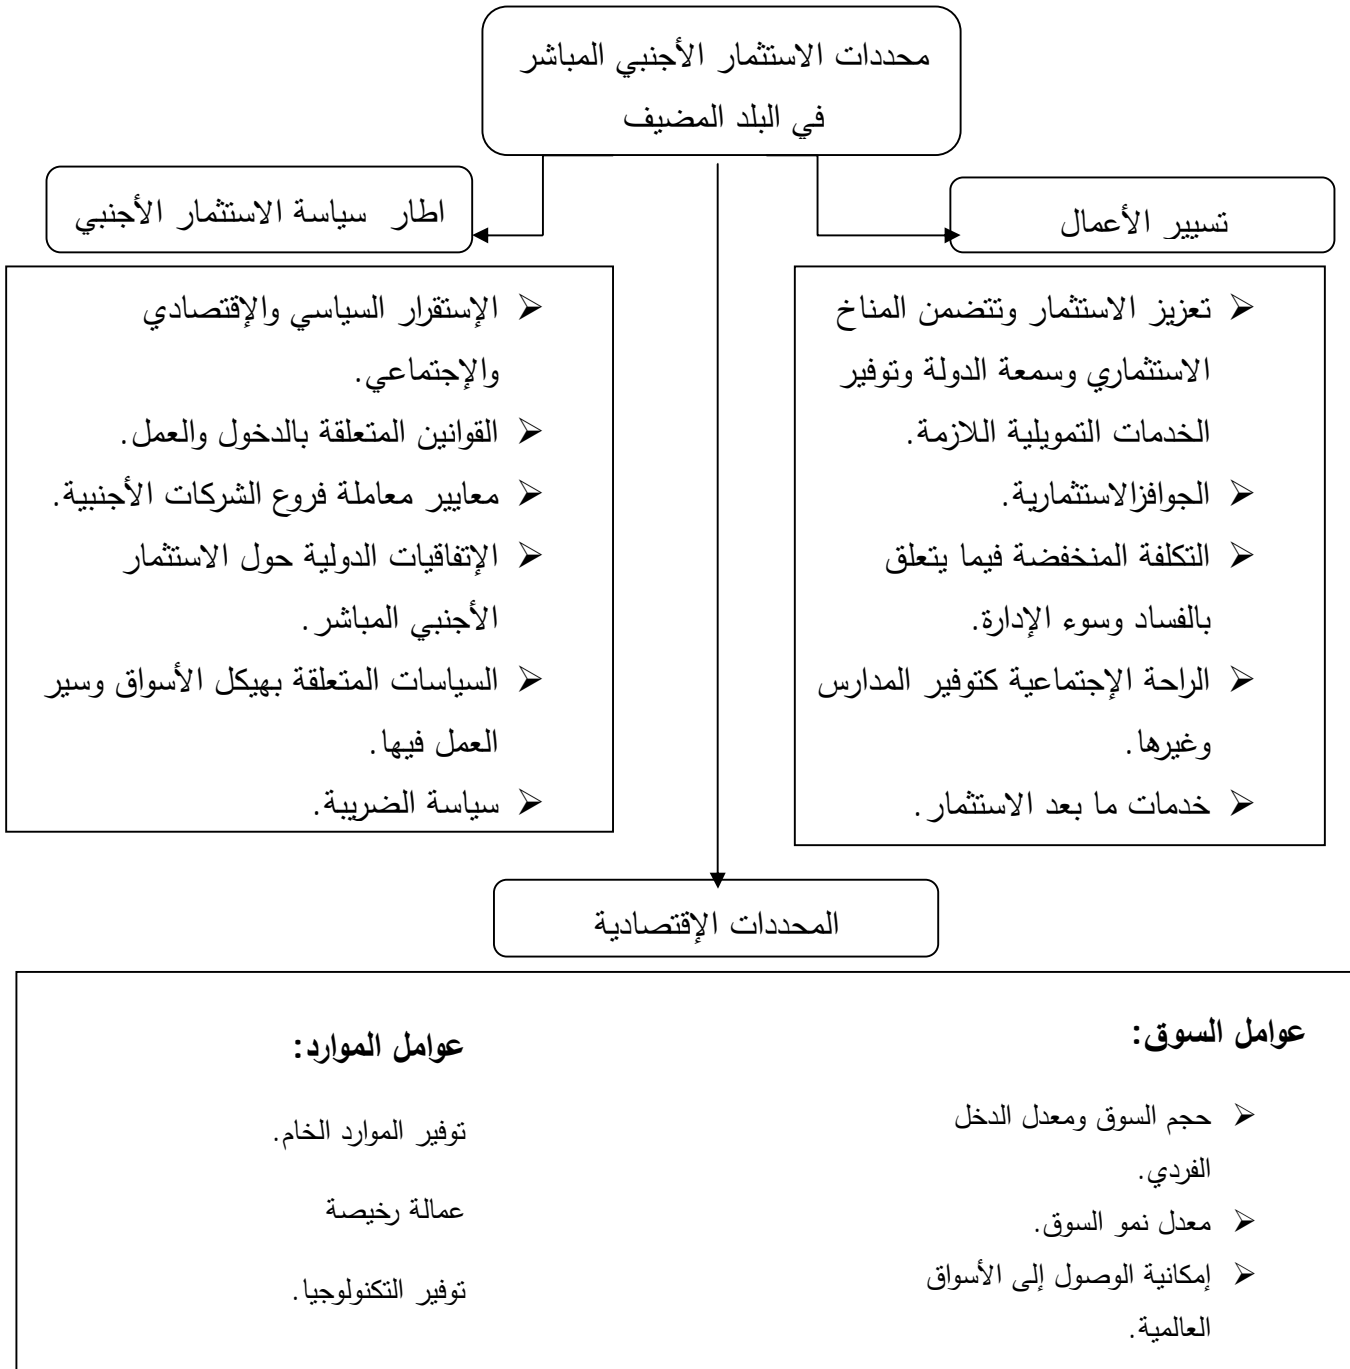 محددات الاستثمار الأجنبي المباشر
في البلد المضيف
تسيير الأعمال
اطار سياسة الاستثمار الأجنبي
➢ تعزيز الاستثمار وتتضمن المناخ
الاستثماري وسمعة الدولة وتوفير
الخدمات التمويلية اللازمة.
➢ الجوافزالاستثمارية.
➢ التكلفة المنخفضة فيما يتعلق
بالفساد وسوء الإدارة.
➢ الراحة الإجتماعية كتوفير المدارس
وغيرها.
➢ خدمات ما بعد الاستثمار.
➢ الإستقرار السياسي والإقتصادي
والإجتماعي.
➢ القوانين المتعلقة بالدخول والعمل.
➢ معايير معاملة فروع الشركات الأجنبية.
➢ الإتفاقيات الدولية حول الاستثمار
الأجنبي المباشر.
➢ السياسات المتعلقة بهيكل الأسواق وسير
العمل فيها.
➢ سياسة الضريبة.
المحددات الإقتصادية
عوامل السوق:
➢ حجم السوق ومعدل الدخل
الفردي.
➢ معدل نمو السوق.
➢ إمكانية الوصول إلى الأسواق
العالمية.
عوامل الموارد:
توفير الموارد الخام.
عمالة رخيصة
توفير التكنولوجيا.